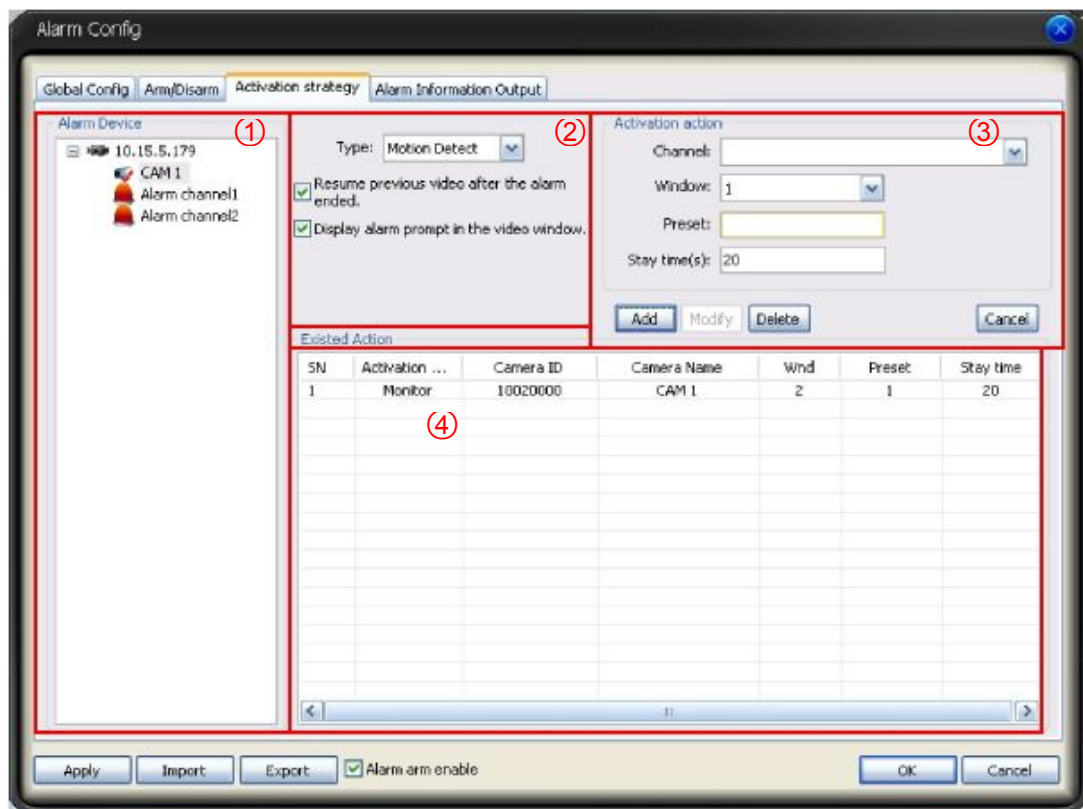 Alarm Config
Global Config Arm/Disarm Activation strategy Alarm Information Output
Alarm Device
①
10.15.5.179
CAM 1
Alarm channel1
Alarm channel2
②
Type: Motion Detect
Resume previous video after the alarm
ended.
Display alarm prompt in the video window.
Activation action
③
Channel:
Window: 1
Preset:
Stay time(s): 20
Add Modify Delete Cancel
Existed Action
SN Activation ... Camera ID Camera Name Wnd Preset Stay time
1 Monitor 10020000 CAM 1 2 1 20
④
Apply Import Export Alarm arm enable OK Cancel